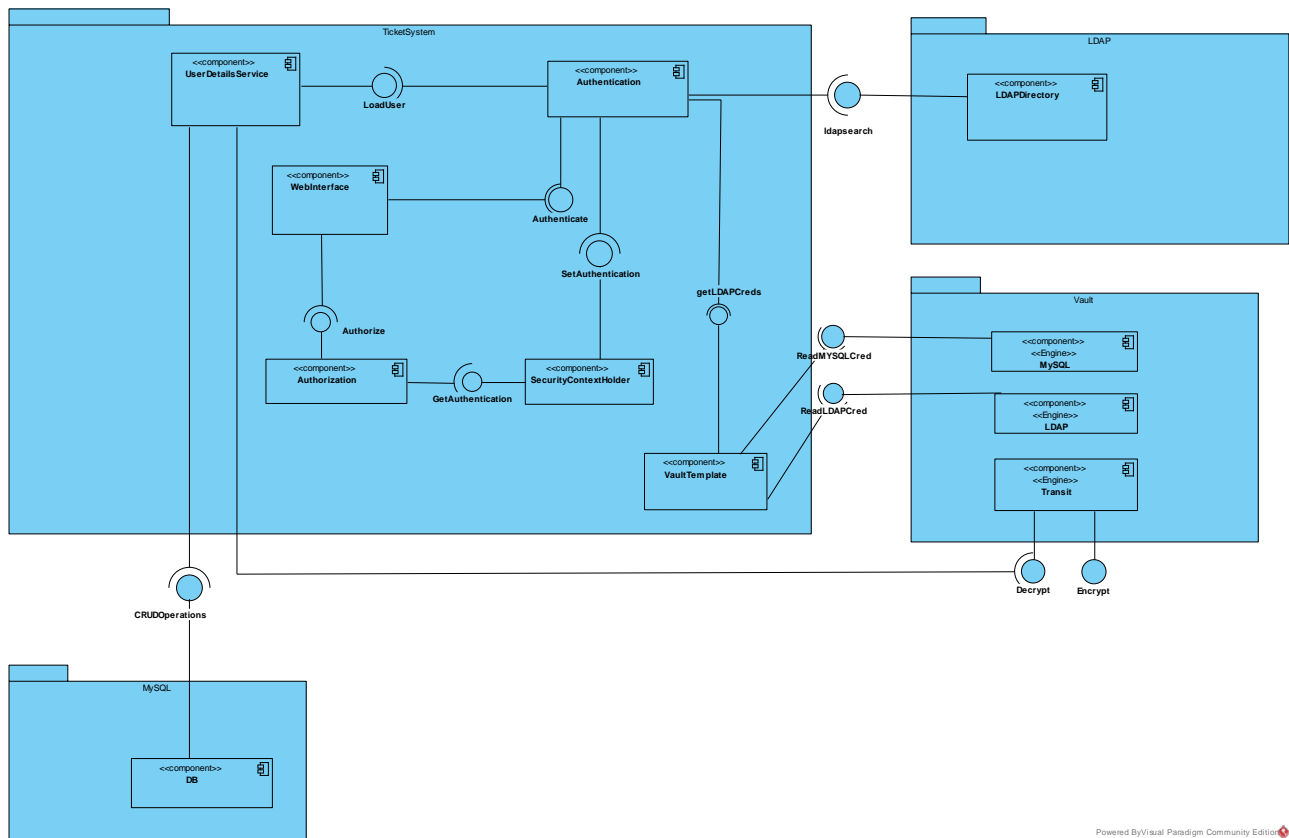 TicketSystem
<<component>>
UserDetailsService
LoadUser
<<component>>
Authentication
<<component>>
WebInterface
Authenticate
SetAuthentication
getLDAPCreds
Authorize
<<component>>
Authorization
GetAuthentication
<<component>>
SecurityContextHolder
<<component>>
VaultTemplate
LDAP
<<component>>
LDAPDirectory
ldapsearch
Vault
ReadMYSQLCred
<<component>>
<<Engine>>
MySQL
ReadLDAPCred
<<component>>
<<Engine>>
LDAP
<<component>>
<<Engine>>
Transit
Decrypt
Encrypt
CRUDOperations
MySQL
<<component>>
DB
Powered ByVisual Paradigm Community Edition